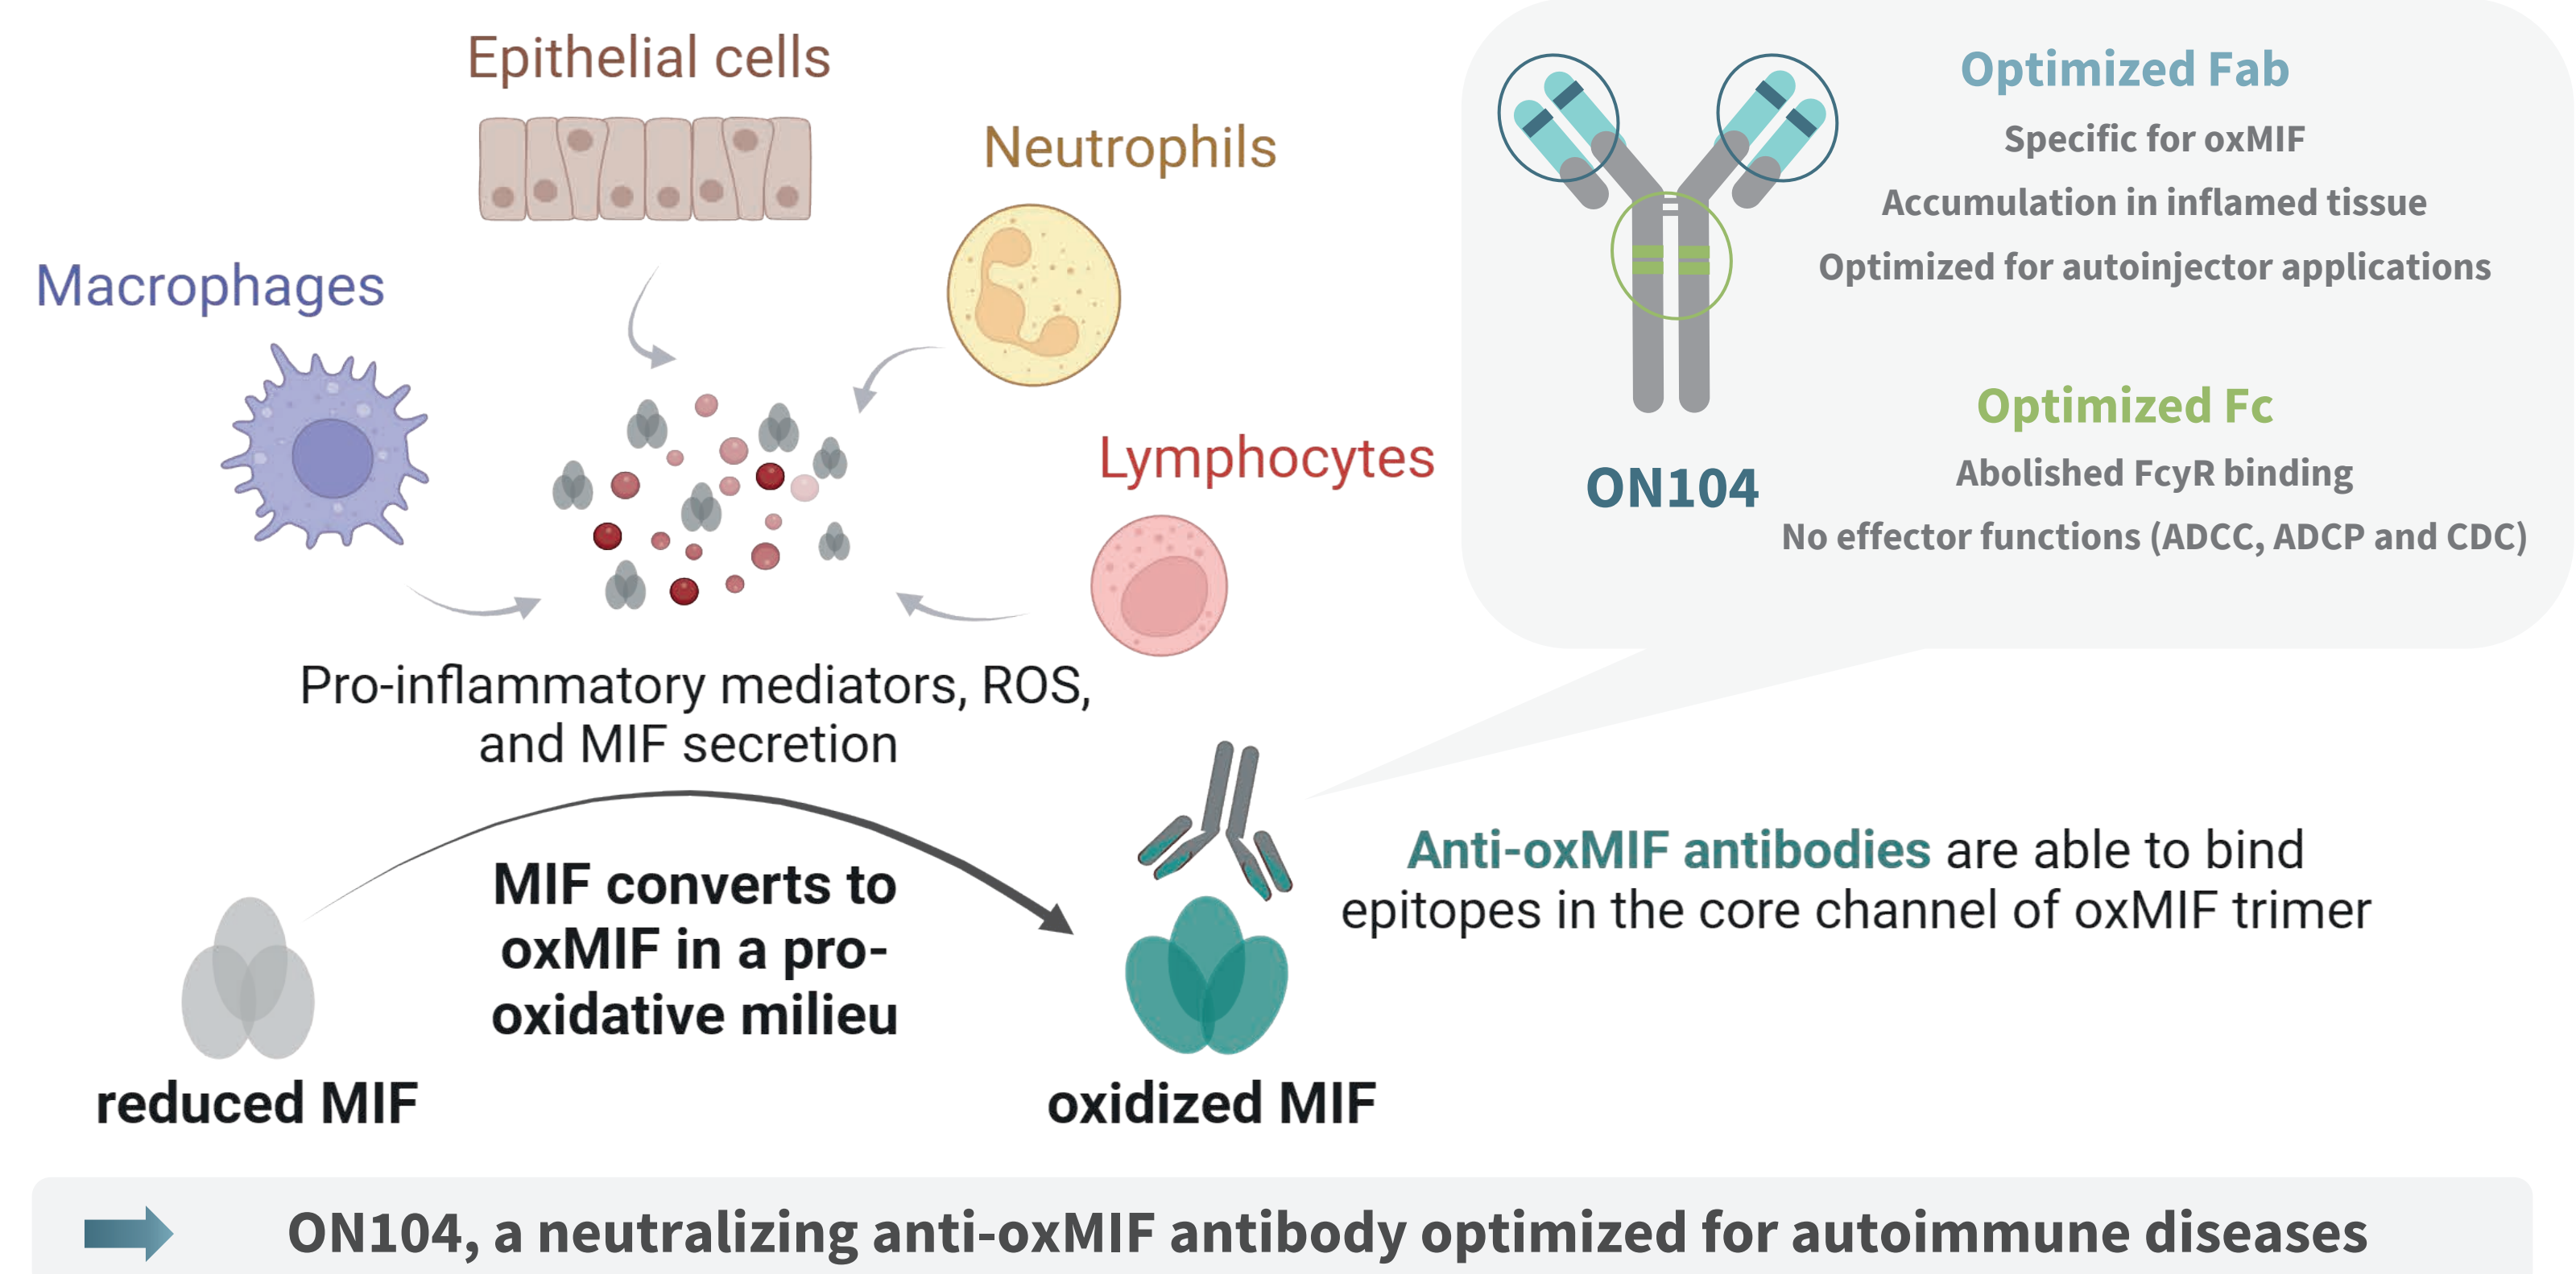 Epithelial cells
Neutrophils
Macrophages
Lymphocytes
Pro-inflammatory mediators, ROS,
and MIF secretion
MIF converts to
oxMIF in a pro-
oxidative milieu
reduced MIF
oxidized MIF
Optimized Fab
Specific for oxMIF
Accumulation in inflamed tissue
Optimized for autoinjector applications
Optimized Fc
Abolished FcyR binding
No effector functions (ADCC, ADCP and CDC)
ON104
Anti-oxMIF antibodies are able to bind
epitopes in the core channel of oxMIF trimer
ON104, a neutralizing anti-oxMIF antibody optimized for autoimmune diseases